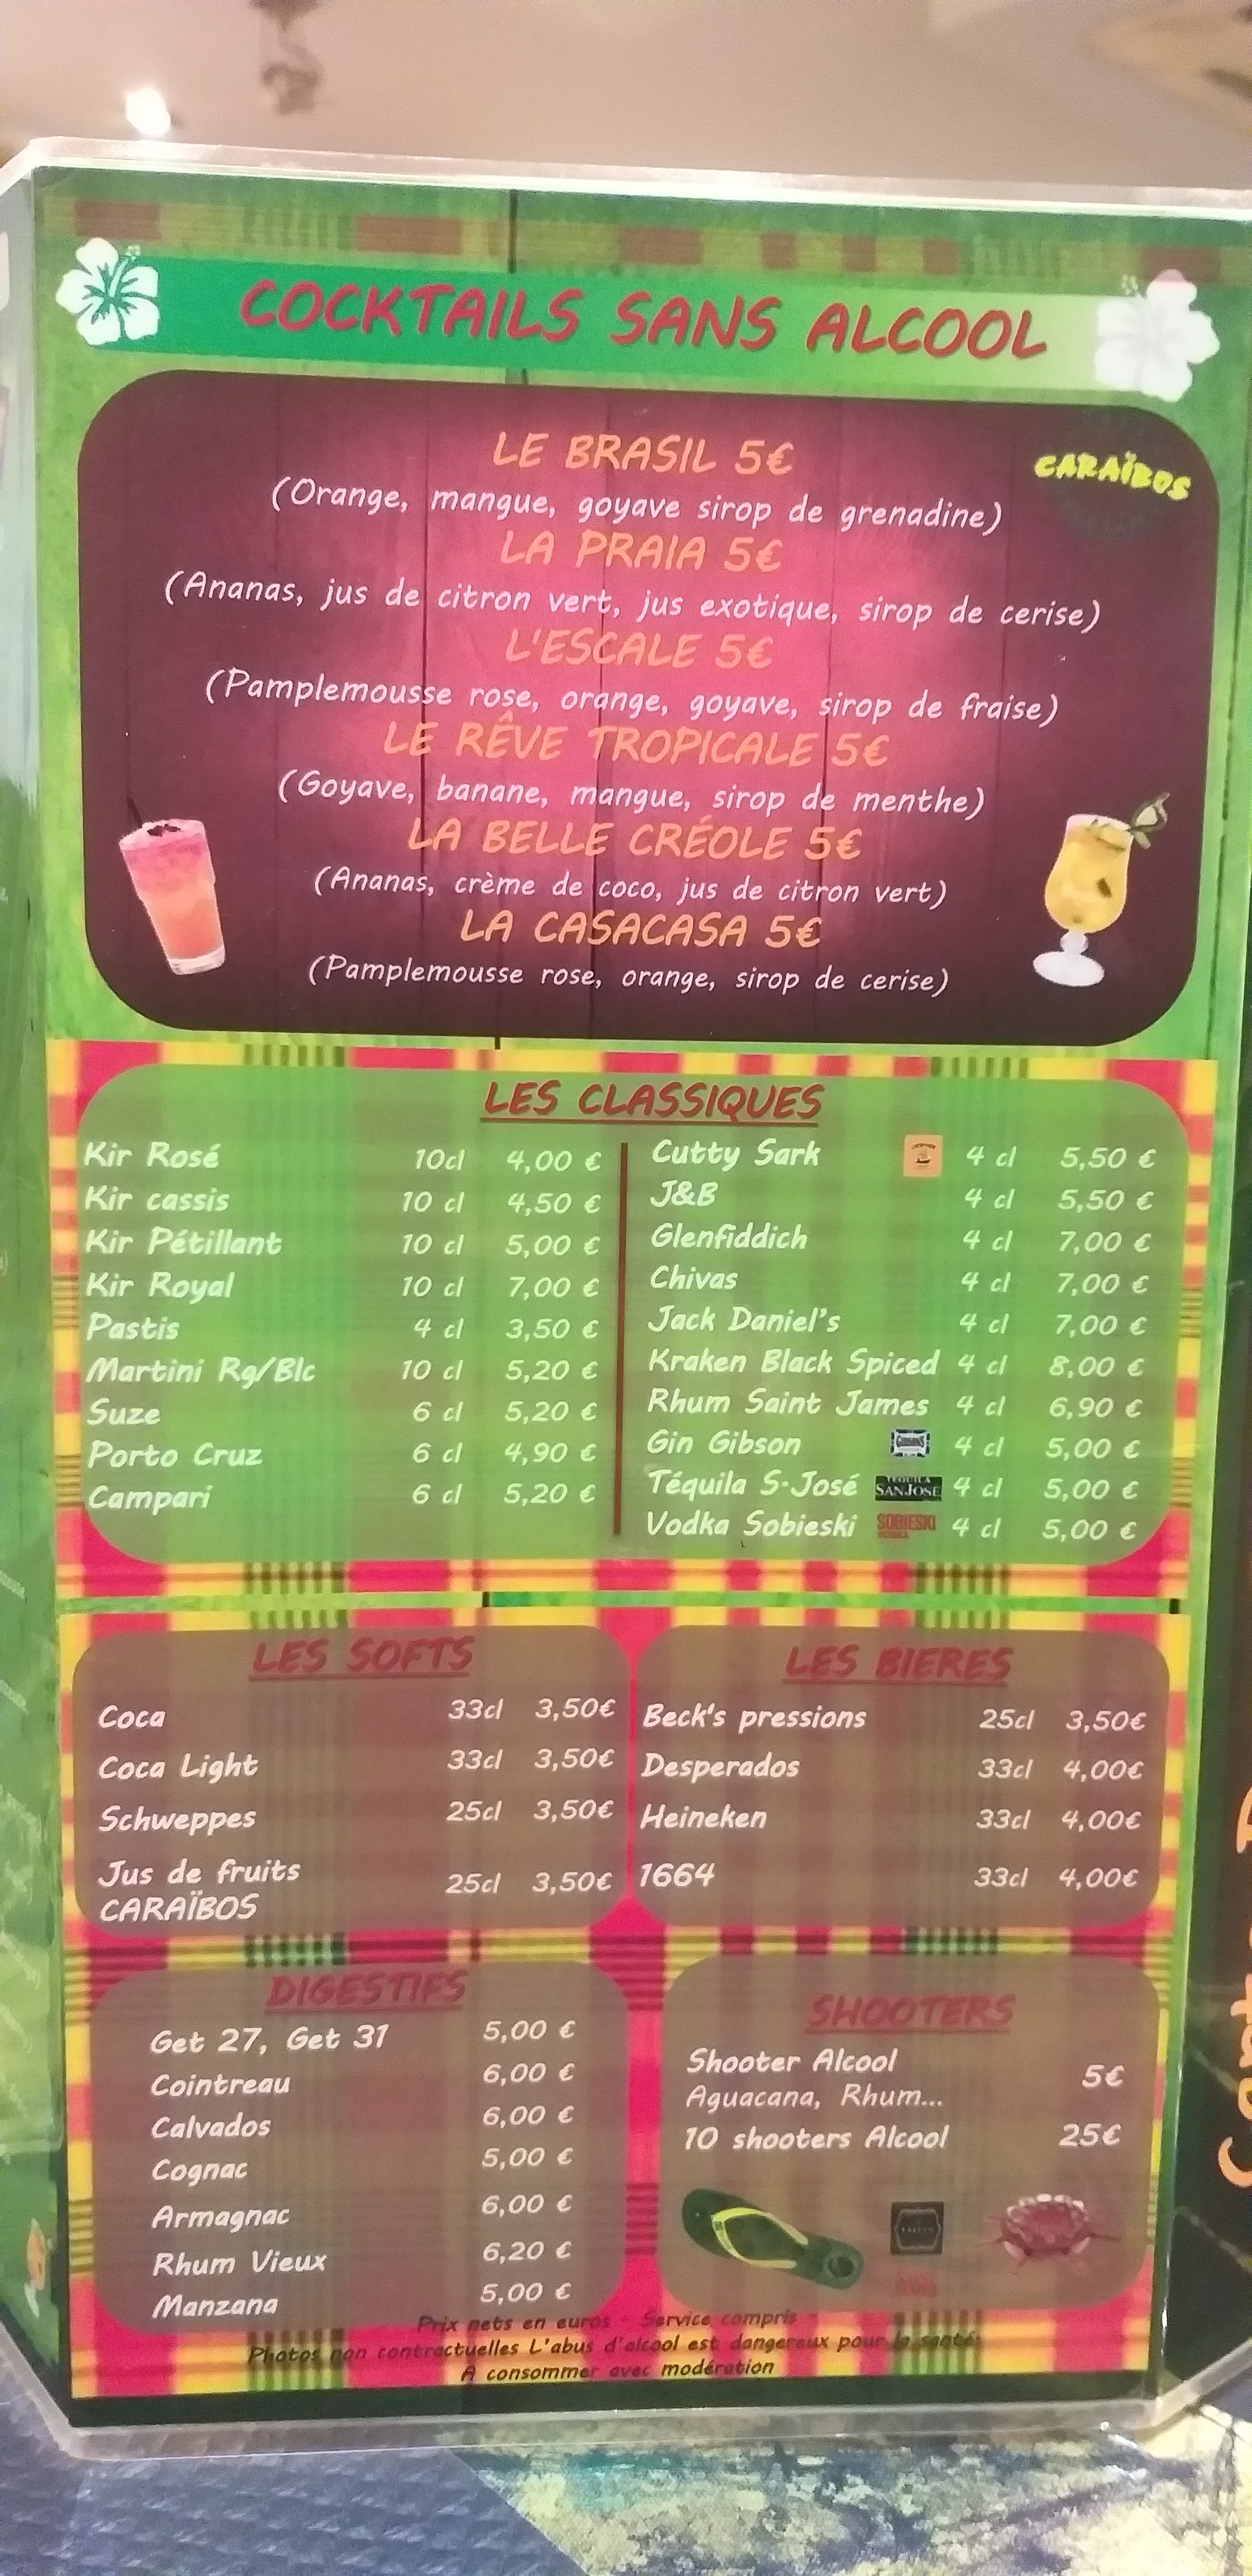 COCKTAILS SANS ALCOOL
CARAÏBOS
LE BRASIL 5€
(Orange, mangue, goyave sirop de grenadine)
LA PRAIA 5€
(Ananas, jus de citron vert, jus exotique, sirop de cerise)
L'ESCALE 5€
(Pamplemousse rose, orange, goyave, sirop de fraise)
LE RÊVE TROPICALE 5€
(Goyave, banane, mangue, sirop de menthe)
LA BELLE CRÉOLE 5€
(Ananas, crème de coco, jus de citron vert)
LA CASACASA 5€
(Pamplemousse rose, orange, sirop de cerise)
LES CLASSIQUES
Kir Rosé 10cl 4,00 €
Kir cassis 10 cl 4,50 €
Kir Pétillant 10 cl 5,00 €
Kir Royal 10 cl 7,00 €
Pastis 4 cl 3,50 €
Martini Rg/Blc 10 cl 5,20 €
Suze 6 cl 5,20 €
Porto Cruz 6 cl 4,90 €
Campari 6 cl 5,20 €
Cutty Sark 4 cl 5,50 €
J&B 4 cl 5,50 €
Glenfiddich 4 cl 7,00 €
Chivas 4 cl 7,00 €
Jack Daniel's 4 cl 7,00 €
Kraken Black Spiced 4 cl 8,00 €
Rhum Saint James 4 cl 6,90 €
Gin Gibson 4 cl 5,00 €
Téquila S·José TEQUILA SANJOSE 4 cl 5,00 €
Vodka Sobieski SOBIESKI VODKA 4 cl 5,00 €
LES SOFTS
Coca 33cl 3,50€
Coca Light 33cl 3,50€
Schweppes 25cl 3,50€
Jus de fruits
CARAÏBOS 25cl 3,50€
LES BIERES
Beck's pressions 25cl 3,50€
Desperados 33cl 4,00€
Heineken 33cl 4,00€
1664 33cl 4,00€
DIGESTIFS
Get 27, Get 31 5,00 €
Cointreau 6,00 €
Calvados 6,00 €
Cognac 5,00 €
Armagnac 6,00 €
Rhum Vieux 6,20 €
Manzana 5,00 €
SHOOTERS
Shooter Alcool 5€
Aguacana, Rhum...
10 shooters Alcool 25€
Prix nets en euros - Service compris -
Photos non contractuelles L'abus d'alcool est dangereux pour la santé.
A consommer avec modération